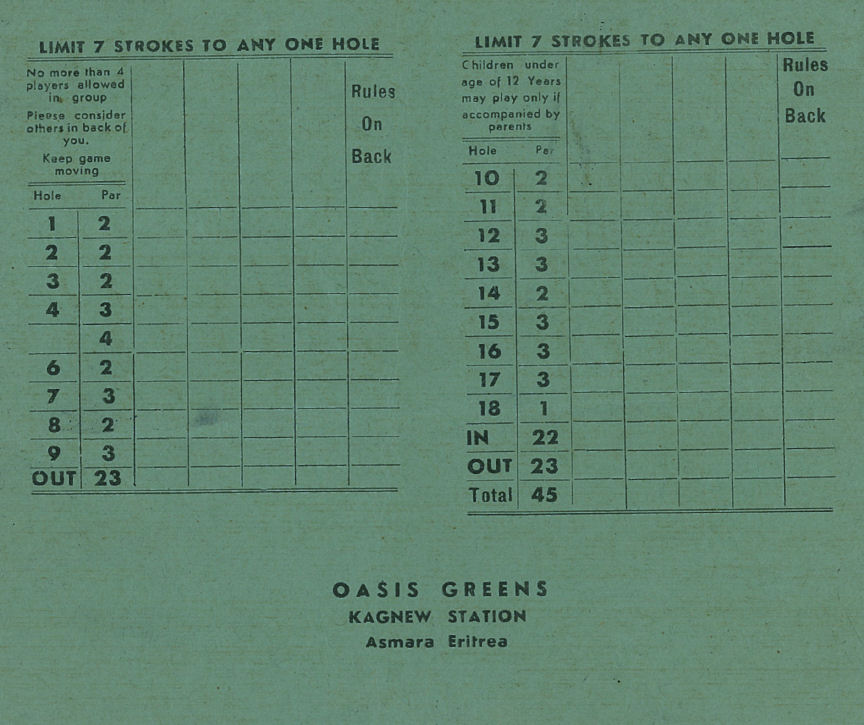 LIMIT 7 STROKES TO ANY ONE HOLE
No more than 4
players allowed
in group
Please consider
others in back of
you.
Keep game
moving
Rules
On
Back
Hole Par
1 2
2 2
3 2
4 3
4
6 2
7 3
8 2
9 3
OUT 23
LIMIT 7 STROKES TO ANY ONE HOLE
Children under
age of 12 Years
may play only if
accompanied by
parents
Rules
On
Back
Hole Par
10 2
11 2
12 3
13 3
14 2
15 3
16 3
17 3
18 1
IN 22
OUT 23
Total 45
OASIS GREENS
KAGNEW STATION
Asmara Eritrea